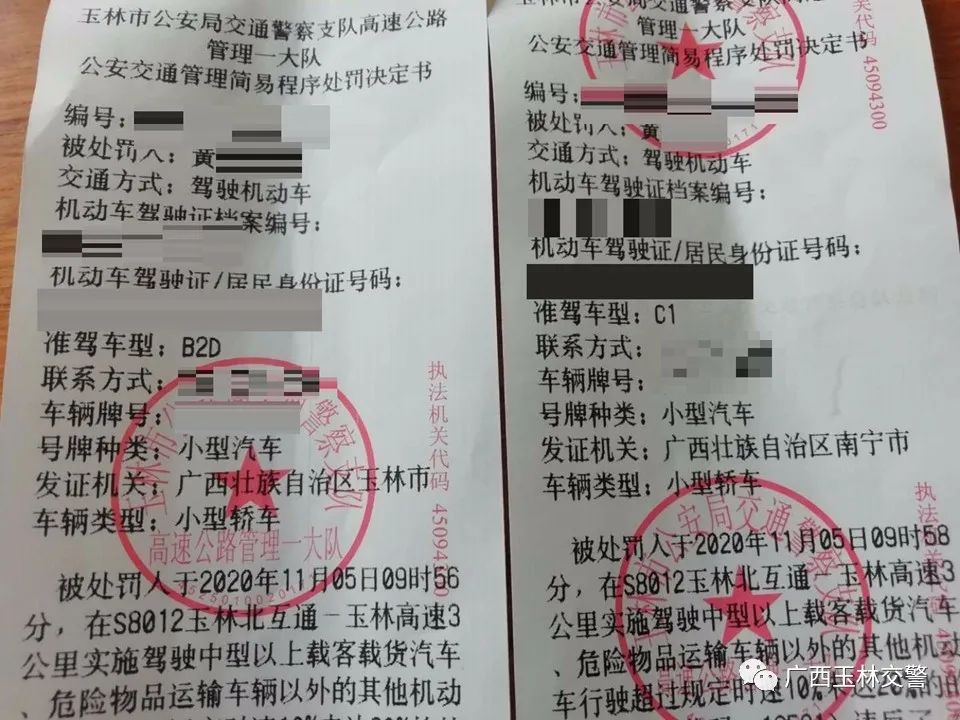 玉林市公安局交通警察支队高速公路
管理一大队
公安交通管理简易程序处罚决定书
编号：
被处罚人：黄
交通方式：驾驶机动车
机动车驾驶证档案编号：
机动车驾驶证/居民身份证号码：
准驾车型：B2D
联系方式：
车辆牌号：
号牌种类：小型汽车
发证机关：广西壮族自治区玉林市
车辆类型：小型轿车
被处罚人于2020年11月05日09时56
分，在S8012玉林北互通－玉林高速3
公里实施驾驶中型以上载客载货汽车
、危险物品运输车辆以外的其他机动
执法机关代码
高速公路管理一大队
管理一大队
公安交通管理简易程序处罚决定书
编号：
被处罚人：黄
交通方式：驾驶机动车
机动车驾驶证档案编号：
机动车驾驶证/居民身份证号码：
准驾车型：C1
联系方式：
车辆牌号：
号牌种类：小型汽车
发证机关：广西壮族自治区南宁市
车辆类型：小型轿车
被处罚人于2020年11月05日09时58
分，在S8012玉林北互通－玉林高速3
公里实施驾驶中型以上载客载货汽车
、危险物品运输车辆以外的其他机动
车行驶超过规定时速10%
机关代码 45094300
广西玉林交警